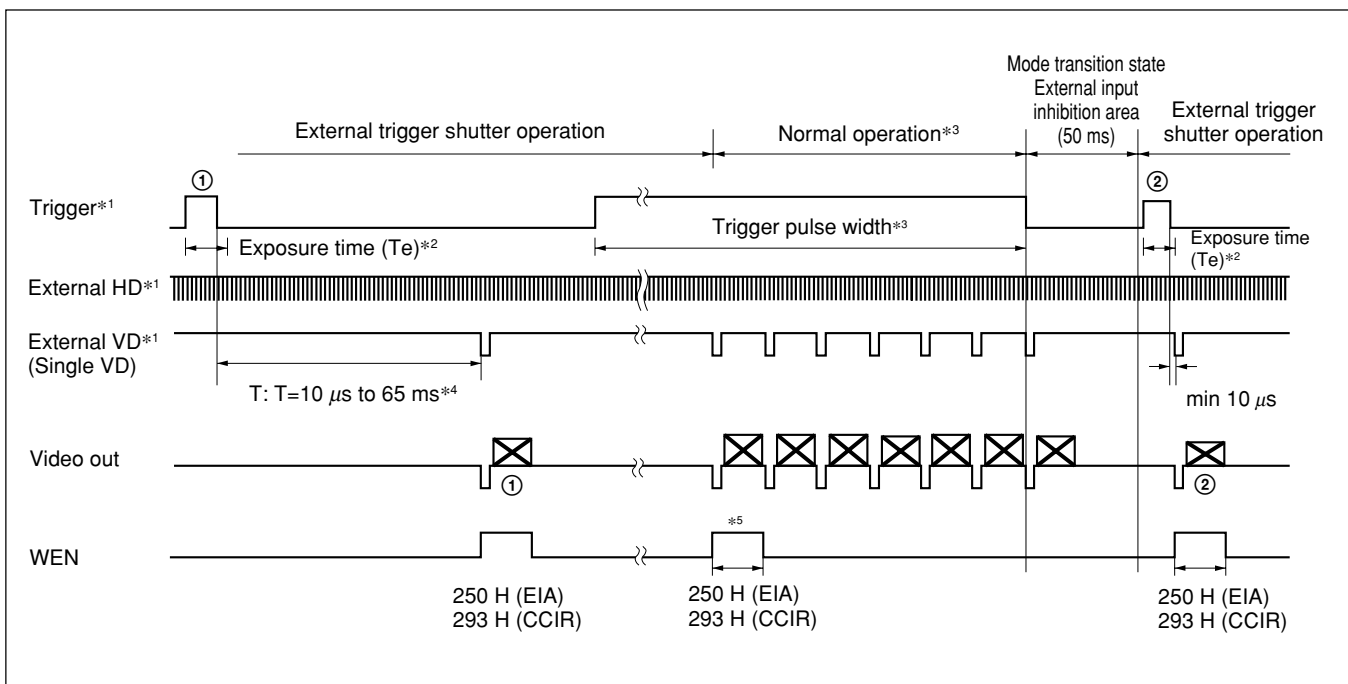 Mode transition state
External input
inhibition area
(50 ms)
External trigger shutter operation
Normal operation*3
External trigger
shutter operation
Trigger*1
①
②
Exposure time (Te)*2
Trigger pulse width*3
Exposure time
(Te)*2
External HD*1
External VD*1
(Single VD)
T: T=10 μs to 65 ms*4
min 10 μs
Video out
①
②
WEN
*5
250 H (EIA)
293 H (CCIR)
250 H (EIA)
293 H (CCIR)
250 H (EIA)
293 H (CCIR)